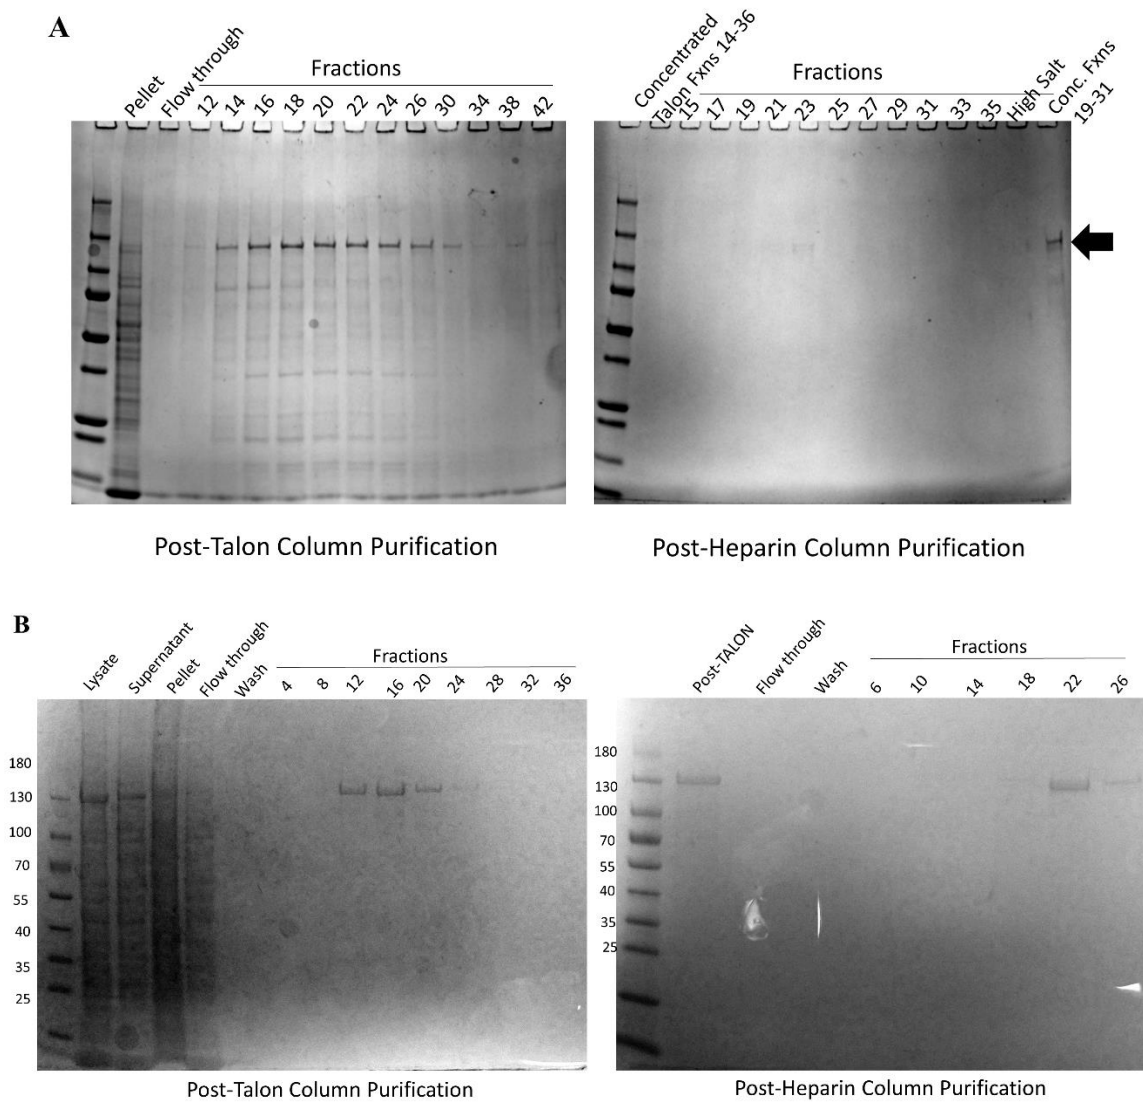 A
Pellet
Flow through
Fractions
12 14 16 18 20 22 24 26 30 34 38 42
Concentrated
Talon Fxns 14-36
Fractions
15 17 19 21 23 25 27 29 31 33 35
High Salt
Conc. Fxns
19-31
Post-Talon Column Purification
Post-Heparin Column Purification
B
Lysate
Supernatant
Pellet
Flow through
Wash
Fractions
4 8 12 16 20 24 28 32 36
180
130
100
70
55
40
35
25
Post-Talon Column Purification
Post-TALON
Flow through
Wash
Fractions
6 10 14 18 22 26
180
130
100
70
55
40
35
25
Post-Heparin Column Purification